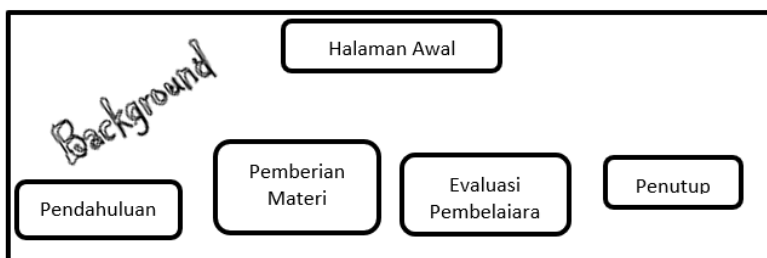 Halaman Awal
Background
Pendahuluan
Pemberian
Materi
Evaluasi
Pembelaiara
Penutup